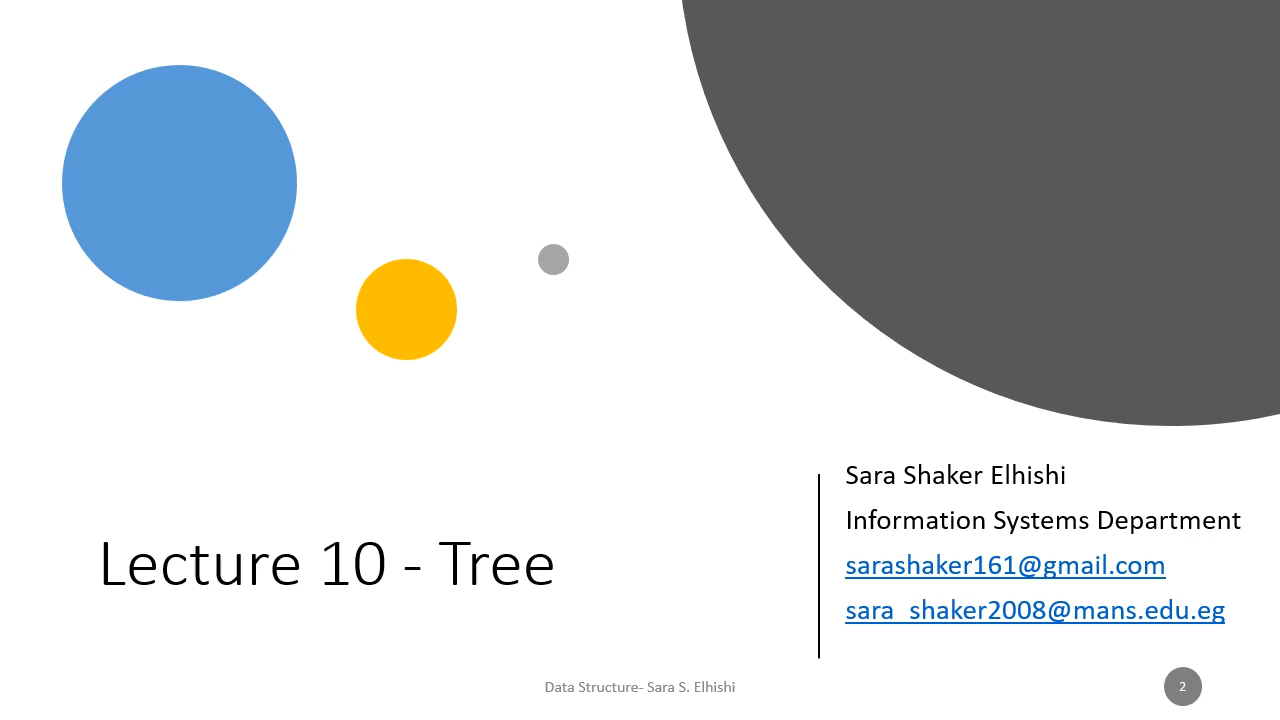 Lecture 10 - Tree
Sara Shaker Elhishi
Information Systems Department
sarashaker161@gmail.com
sara_shaker2008@mans.edu.eg
Data Structure- Sara S. Elhishi
2